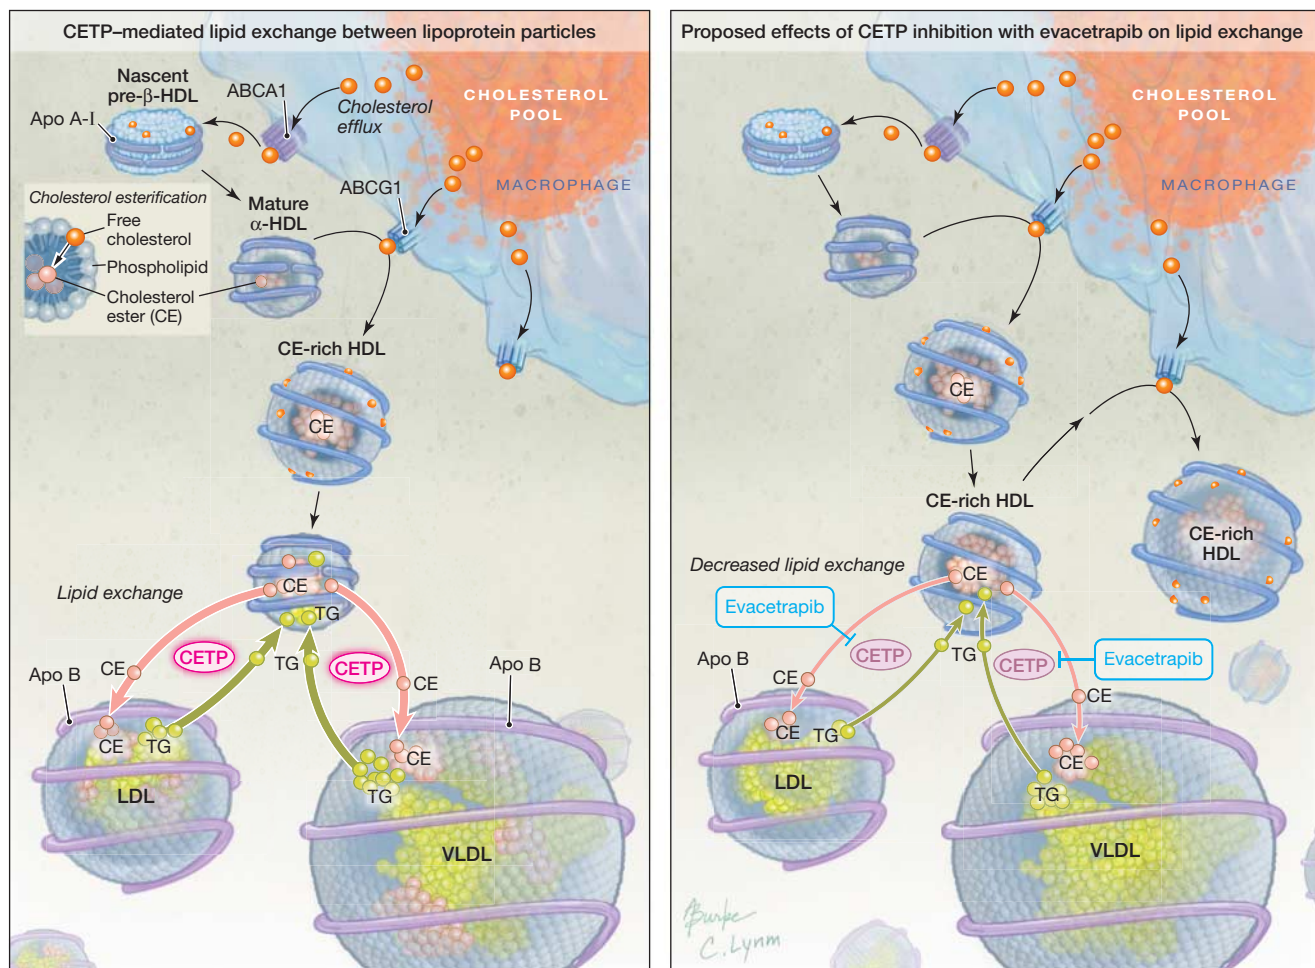 CETP–mediated lipid exchange between lipoprotein particles
Nascent
pre-β-HDL
ABCA1
Apo A-I
Cholesterol
efflux
CHOLESTEROL
POOL
MACROPHAGE
ABCG1
Cholesterol esterification
Free
cholesterol
Phospholipid
Cholesterol
ester (CE)
Mature
α-HDL
CE-rich HDL
CE
Lipid exchange
CE
TG
CETP
TG
CETP
Apo B
CE
CE
Apo B
CE
TG
CE
TG
LDL
VLDL
Proposed effects of CETP inhibition with evacetrapib on lipid exchange
CHOLESTEROL
POOL
MACROPHAGE
CE
CE-rich HDL
CE-rich
HDL
Decreased lipid exchange
CE
Evacetrapib
CETP
TG
CETP
Evacetrapib
Apo B
CE
CE
CE
TG
CE
TG
LDL
VLDL
Burke
C. Lynm